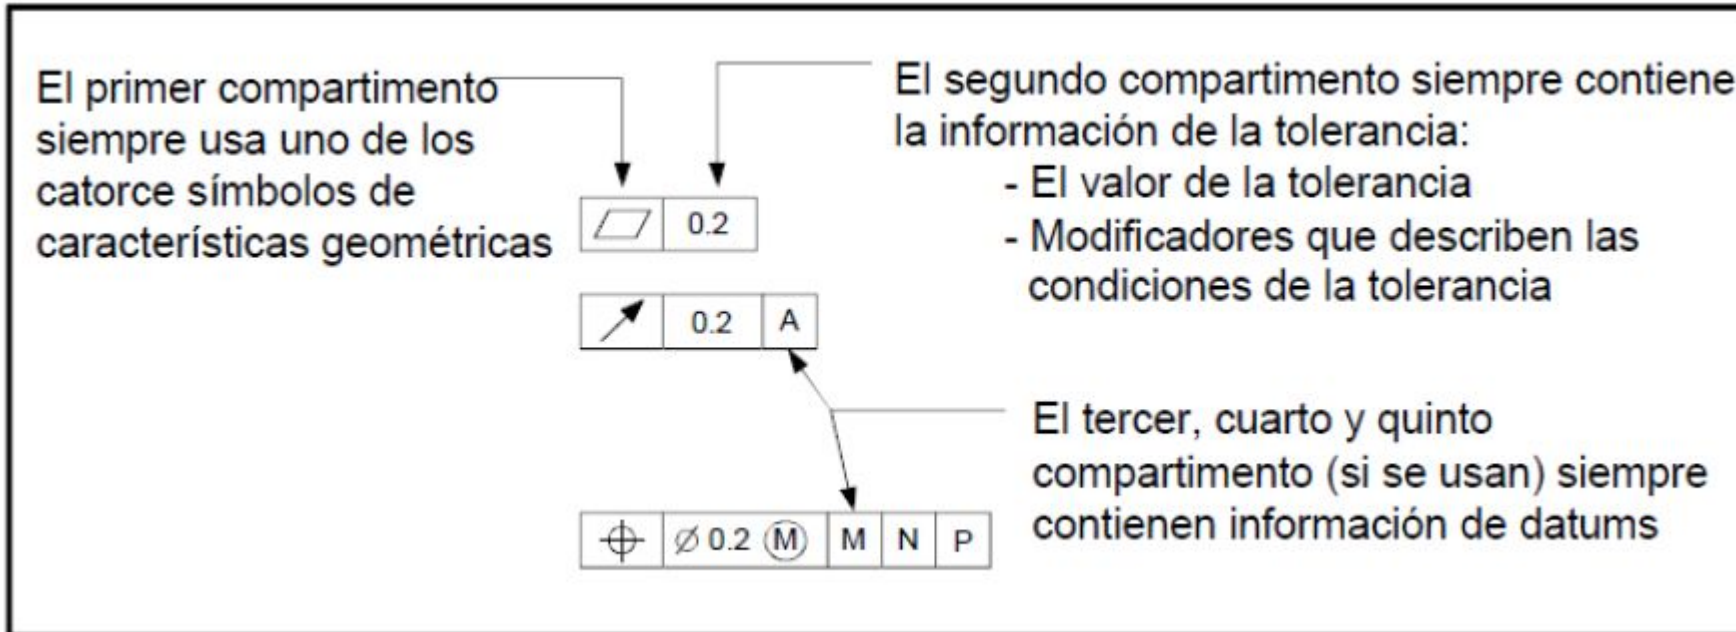 El primer compartimento
siempre usa uno de los
catorce símbolos de
características geométricas
El segundo compartimento siempre contiene
la información de la tolerancia:
- El valor de la tolerancia
- Modificadores que describen las
condiciones de la tolerancia
0.2
0.2 A
El tercer, cuarto y quinto
compartimento (si se usan) siempre
contienen información de datums
⌀ 0.2 Ⓜ M N P